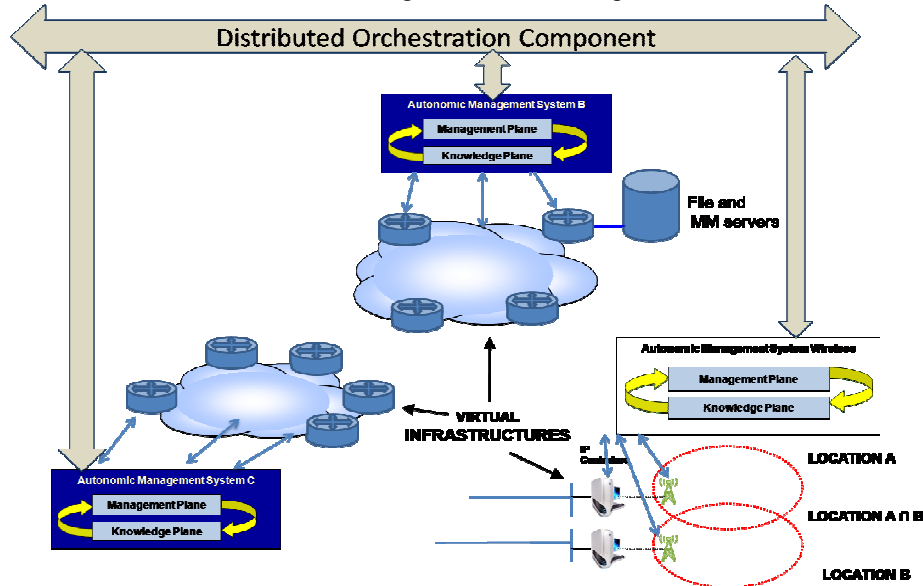 Distributed Orchestration Component
Autonomic Management System B
Management Plane
Knowledge Plane
File and
MM servers
Autonomic Management System Wireless
Management Plane
Knowledge Plane
VIRTUAL
INFRASTRUCTURES
IP
LOCATION A
Autonomic Management System C
Management Plane
Knowledge Plane
LOCATION A ∩ B
LOCATION B